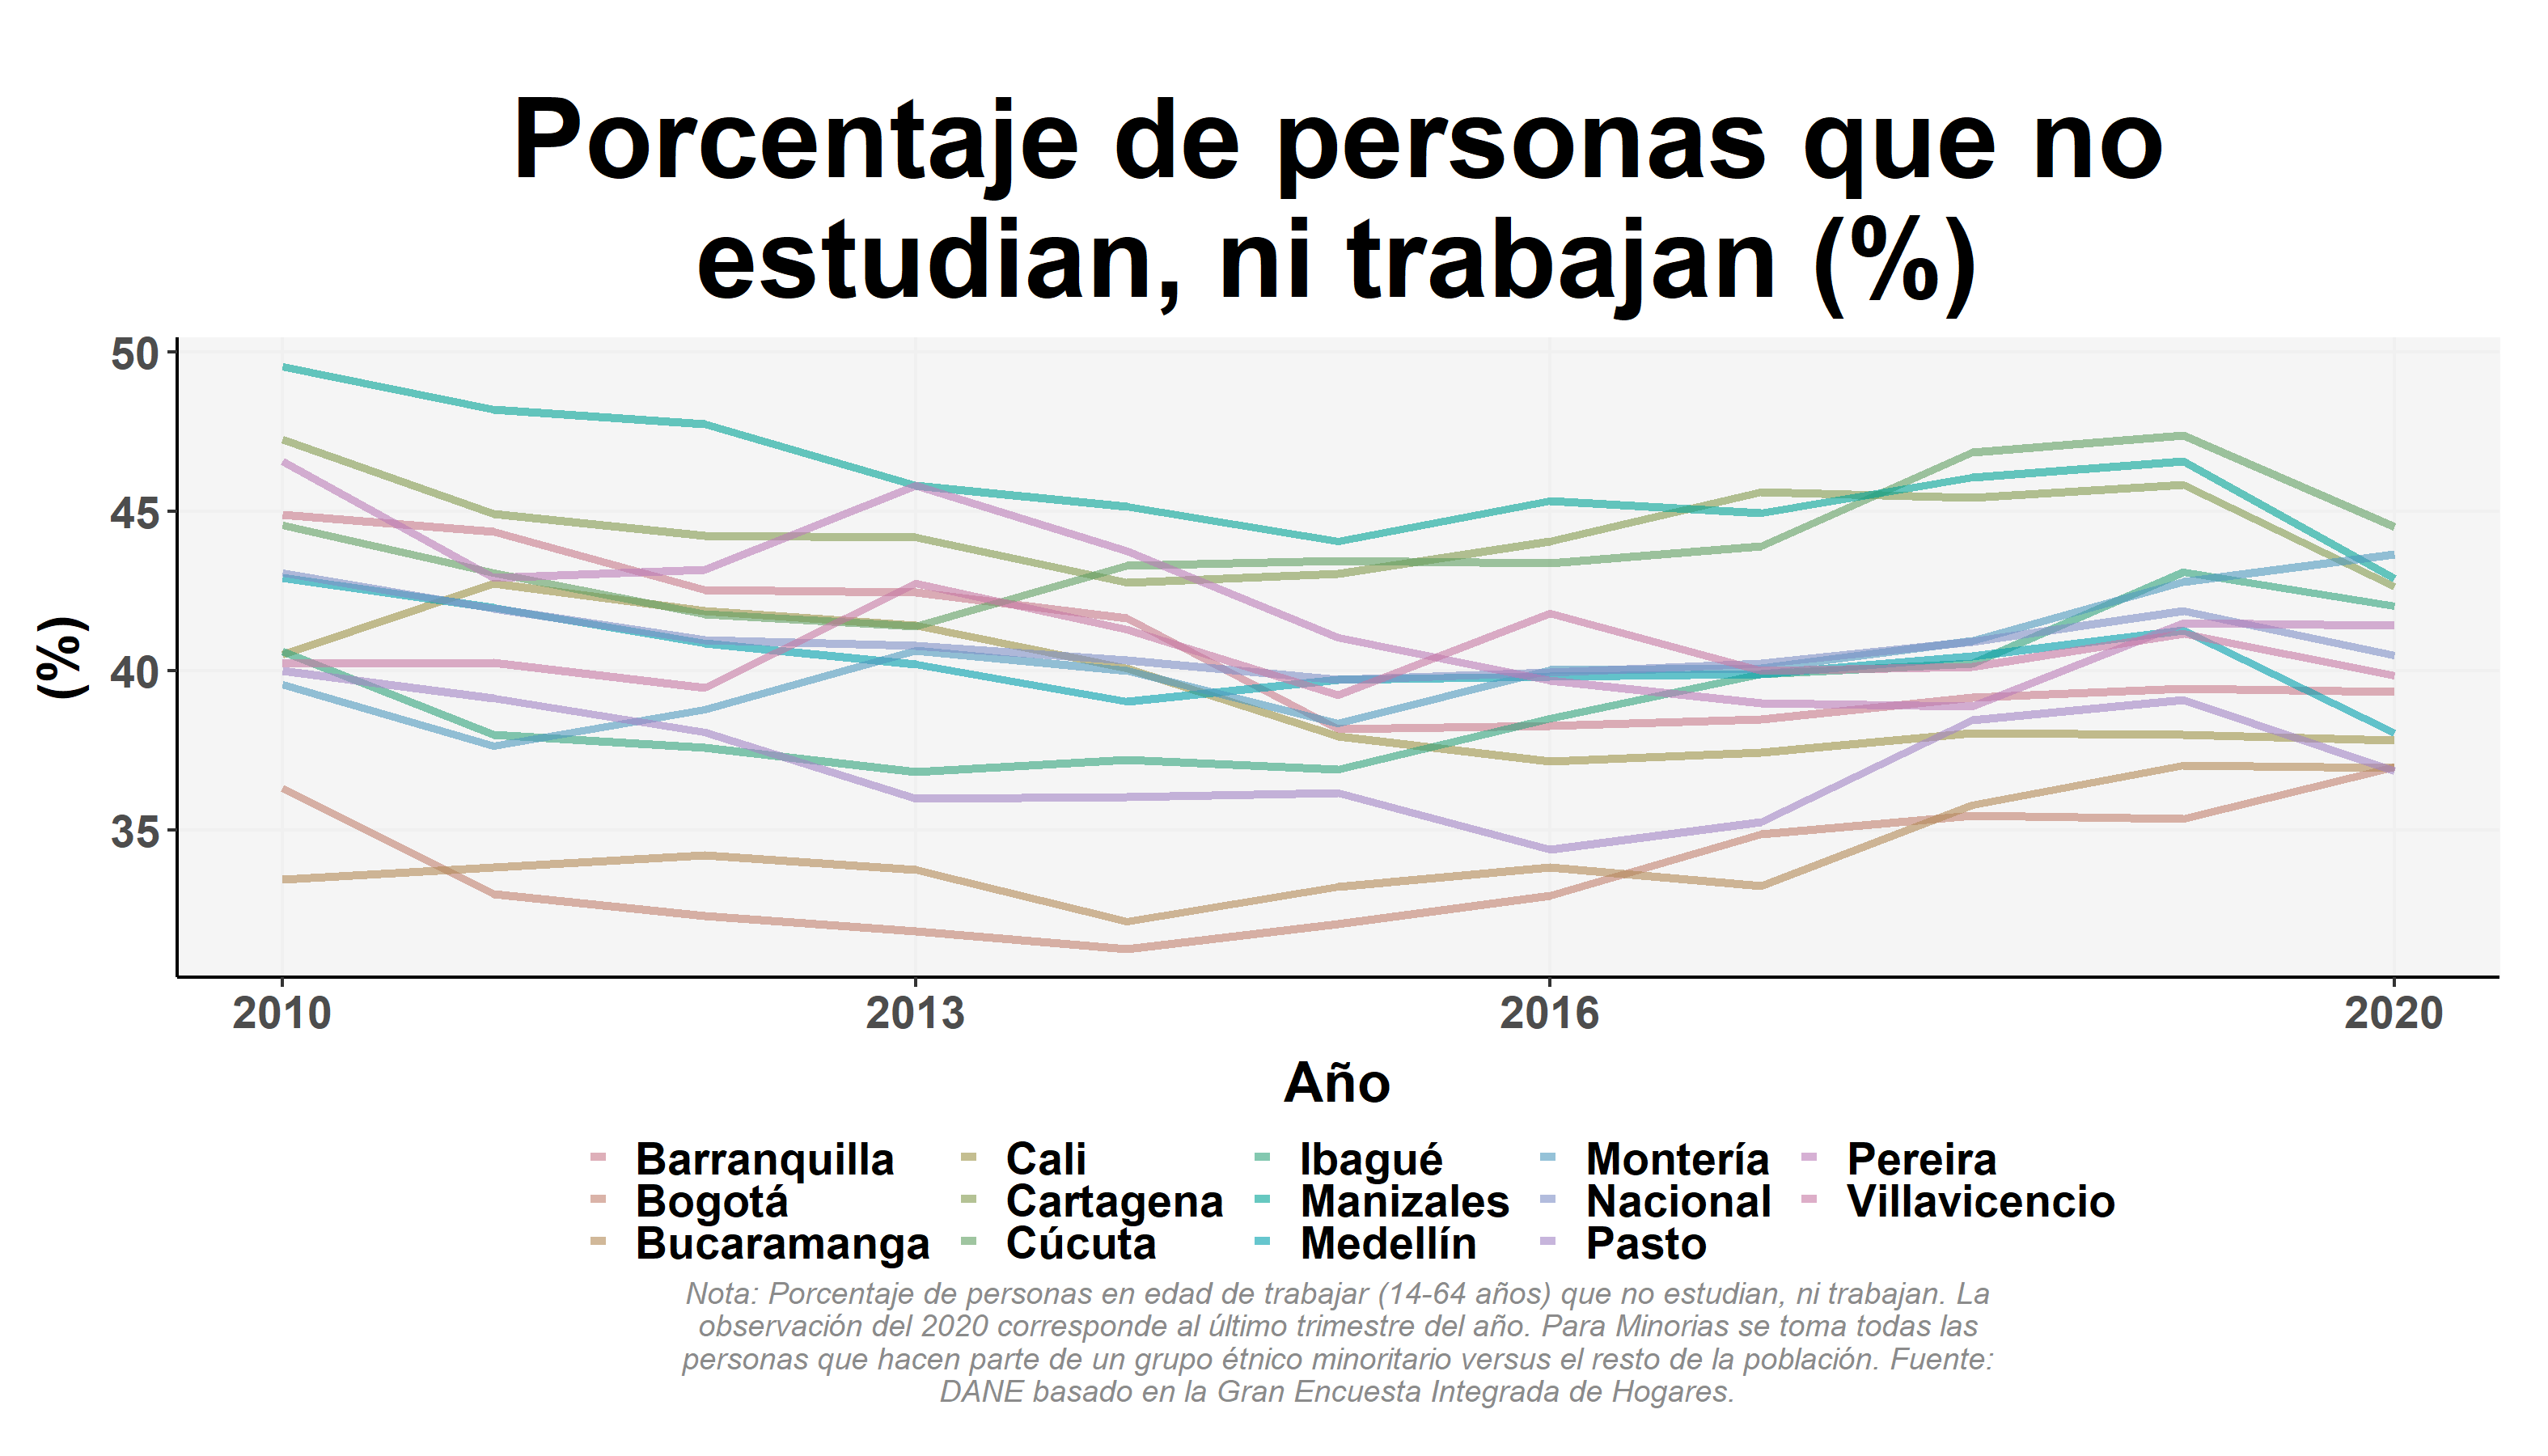 Porcentaje de personas que no
estudian, ni trabajan (%)
(%)
50
45
40
35
2010 2013 2016 2020
Año
Barranquilla Cali Ibagué Montería Pereira
Bogotá Cartagena Manizales Nacional Villavicencio
Bucaramanga Cúcuta Medellín Pasto
Nota: Porcentaje de personas en edad de trabajar (14-64 años) que no estudian, ni trabajan. La
observación del 2020 corresponde al último trimestre del año. Para Minorias se toma todas las
personas que hacen parte de un grupo étnico minoritario versus el resto de la población. Fuente:
DANE basado en la Gran Encuesta Integrada de Hogares.